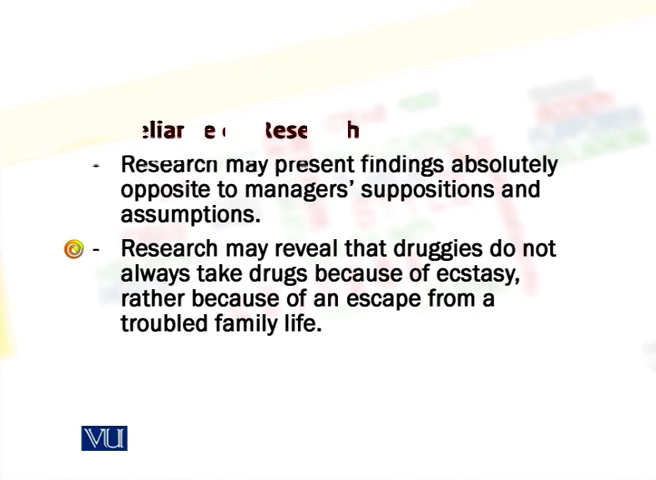 Research may present findings absolutely
opposite to managers’ suppositions and
assumptions.
- Research may reveal that druggies do not
always take drugs because of ecstasy,
rather because of an escape from a
troubled family life.
VU